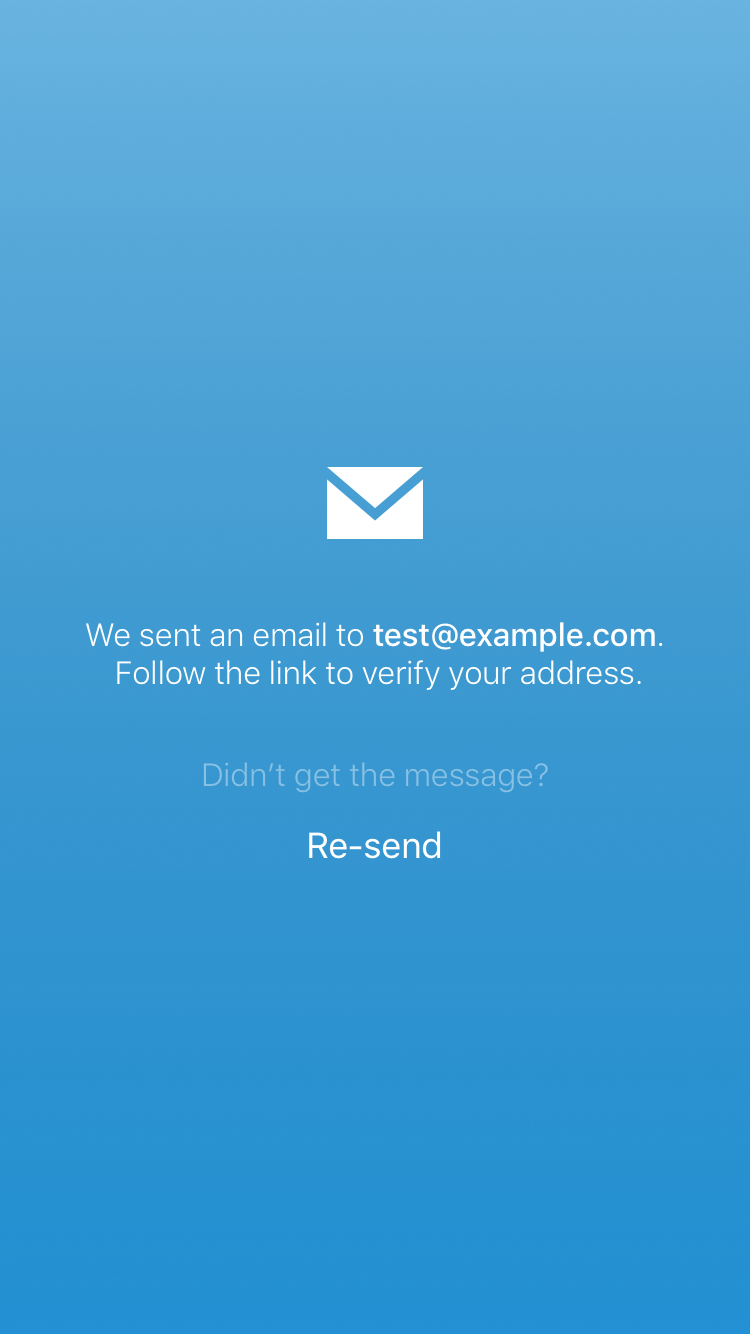 We sent an email to test@example.com.
Follow the link to verify your address.
Didn’t get the message?
Re-send